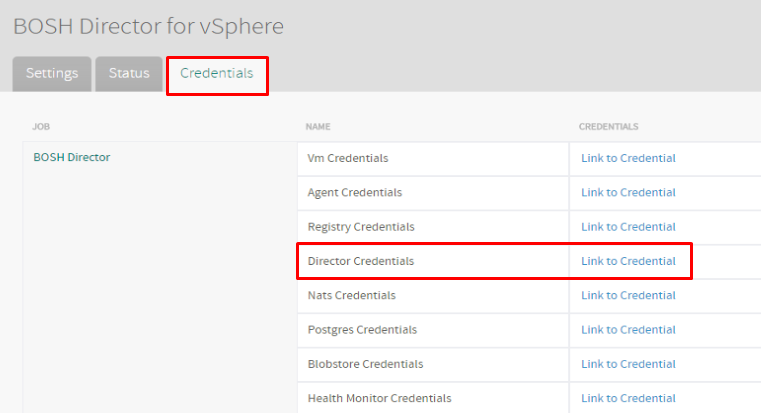 BOSH Director for vSphere
Settings Status Credentials
JOB NAME CREDENTIALS
BOSH Director Vm Credentials Link to Credential
Agent Credentials Link to Credential
Registry Credentials Link to Credential
Director Credentials Link to Credential
Nats Credentials Link to Credential
Postgres Credentials Link to Credential
Blobstore Credentials Link to Credential
Health Monitor Credentials Link to Credential